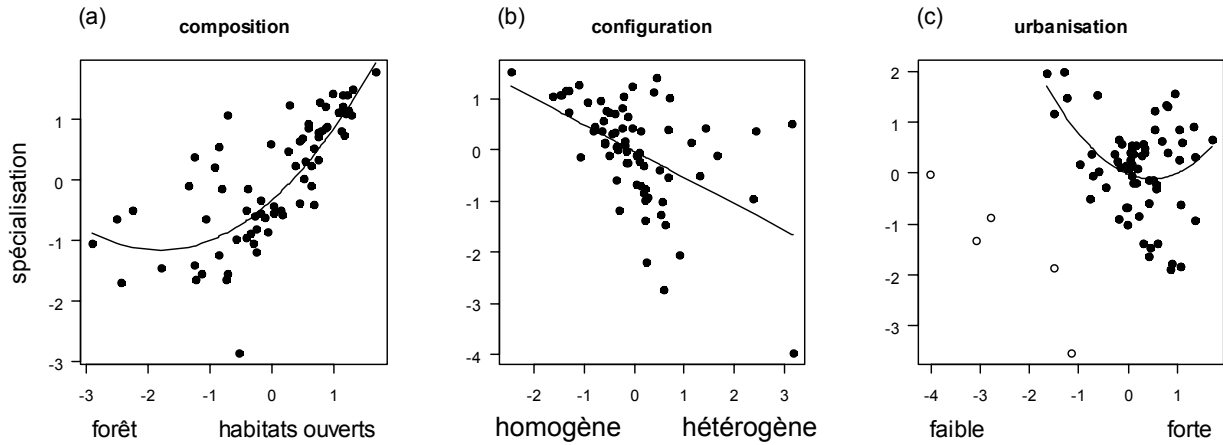 (a)
composition
(b)
configuration
(c)
urbanisation
spécialisation
1
0
-1
-2
-3
-3
-2
-1
0
1
forêt
habitats ouverts
1
0
-1
-2
-3
-4
-2
-1
0
1
2
3
homogène
hétérogène
2
1
0
-1
-2
-3
-4
-3
-2
-1
0
1
faible
forte